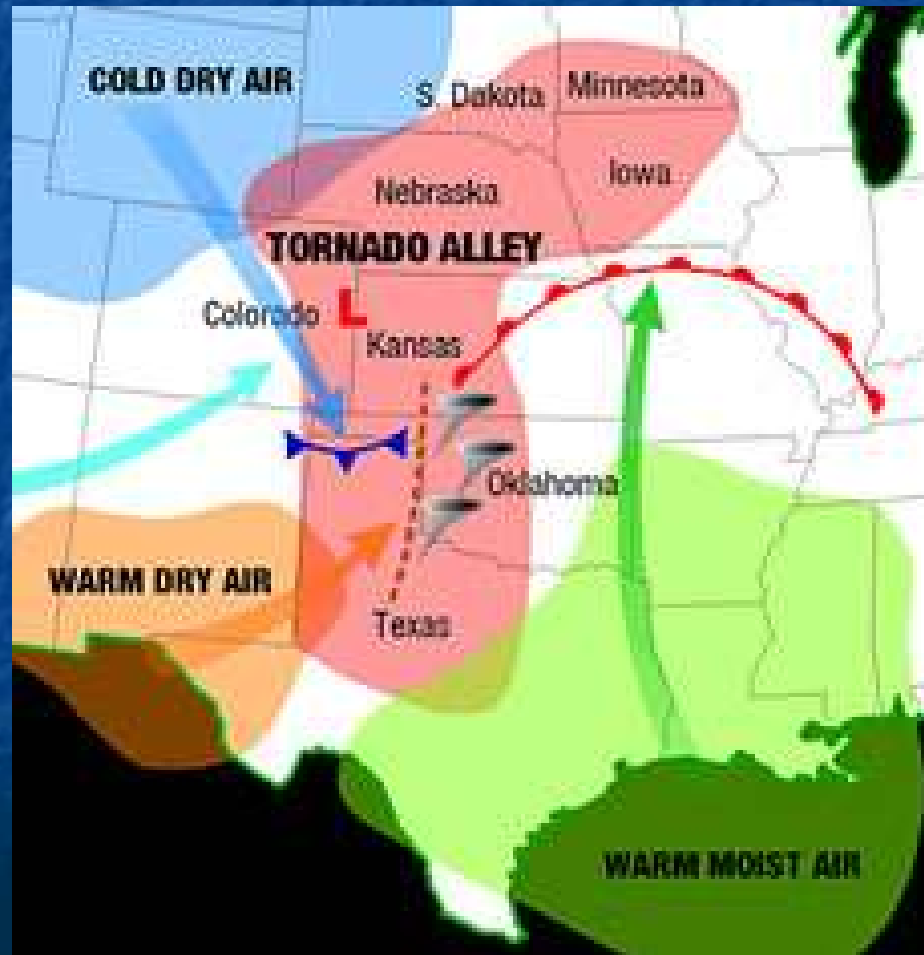 COLD DRY AIR
S. Dakota
Minnesota
Nebraska
Iowa
TORNADO ALLEY
Colorado
L
Kansas
Oklahoma
WARM DRY AIR
Texas
WARM MOIST AIR